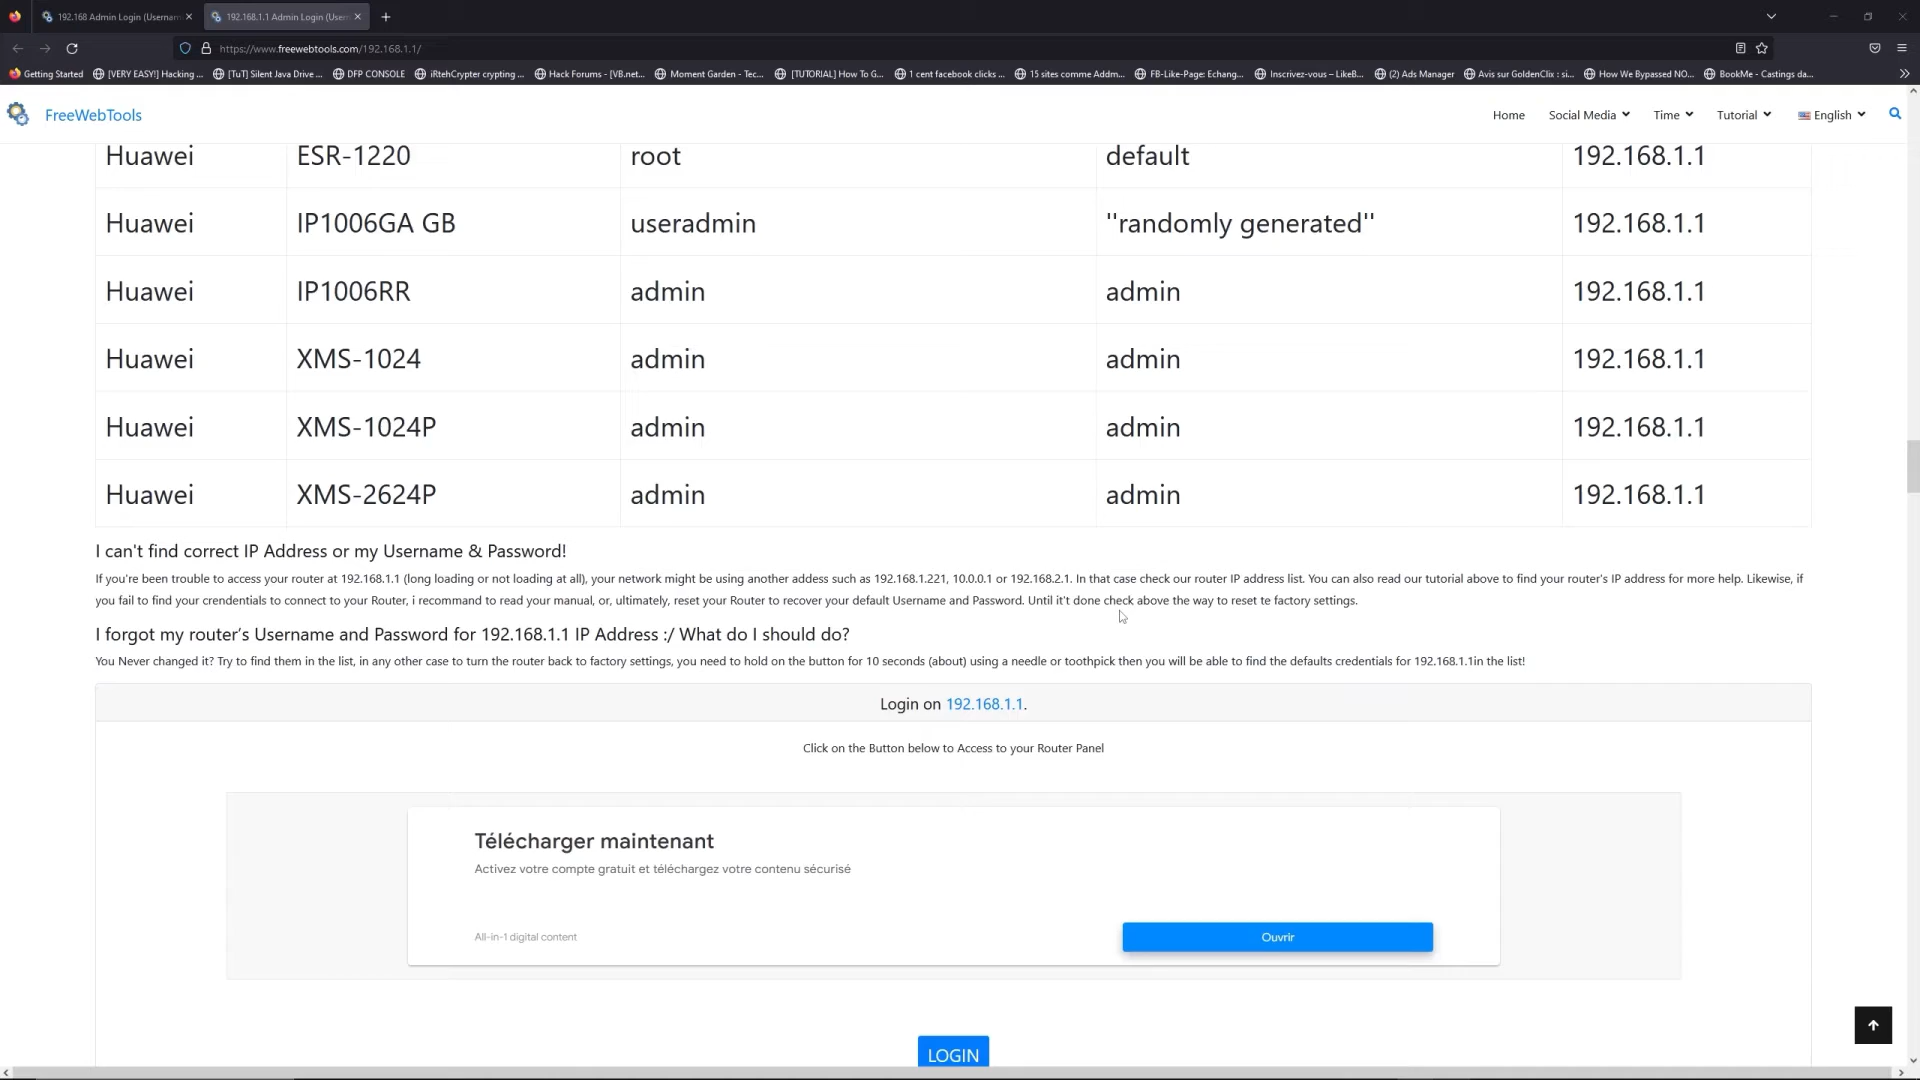 192.168 Admin Login (Usernam
192.168.1.1 Admin Login (User
https://www.freewebtools.com/192.168.1.1/
Getting Started
[VERY EASY!] Hacking ...
[TuT] Silent Java Drive ...
DFP CONSOLE
iRtehCrypter crypting ...
Hack Forums - [VB.net...
Moment Garden - Tec...
[TUTORIAL] How To G...
1 cent facebook clicks ...
15 sites comme Addm...
FB-Like-Page: Echang...
Inscrivez-vous – LikeB...
(2) Ads Manager
Avis sur GoldenClix : si...
How We Bypassed NO...
BookMe - Castings da...
FreeWebTools
Home
Social Media
Time
Tutorial
English
Huawei ESR-1220 root default 192.168.1.1
Huawei IP1006GA GB useradmin ''randomly generated'' 192.168.1.1
Huawei IP1006RR admin admin 192.168.1.1
Huawei XMS-1024 admin admin 192.168.1.1
Huawei XMS-1024P admin admin 192.168.1.1
Huawei XMS-2624P admin admin 192.168.1.1
I can't find correct IP Address or my Username & Password!
If you're been trouble to access your router at 192.168.1.1 (long loading or not loading at all), your network might be using another addess such as 192.168.1.221, 10.0.0.1 or 192.168.2.1. In that case check our router IP address list. You can also read our tutorial above to find your router's IP address for more help. Likewise, if
you fail to find your crendentials to connect to your Router, i recommand to read your manual, or, ultimately, reset your Router to recover your default Username and Password. Until it't done check above the way to reset te factory settings.
I forgot my router’s Username and Password for 192.168.1.1 IP Address :/ What do I should do?
You Never changed it? Try to find them in the list, in any other case to turn the router back to factory settings, you need to hold on the button for 10 seconds (about) using a needle or toothpick then you will be able to find the defaults credentials for 192.168.1.1in the list!
Login on 192.168.1.1.
Click on the Button below to Access to your Router Panel
Télécharger maintenant
Activez votre compte gratuit et téléchargez votre contenu sécurisé
All-in-1 digital content
Ouvrir
LOGIN